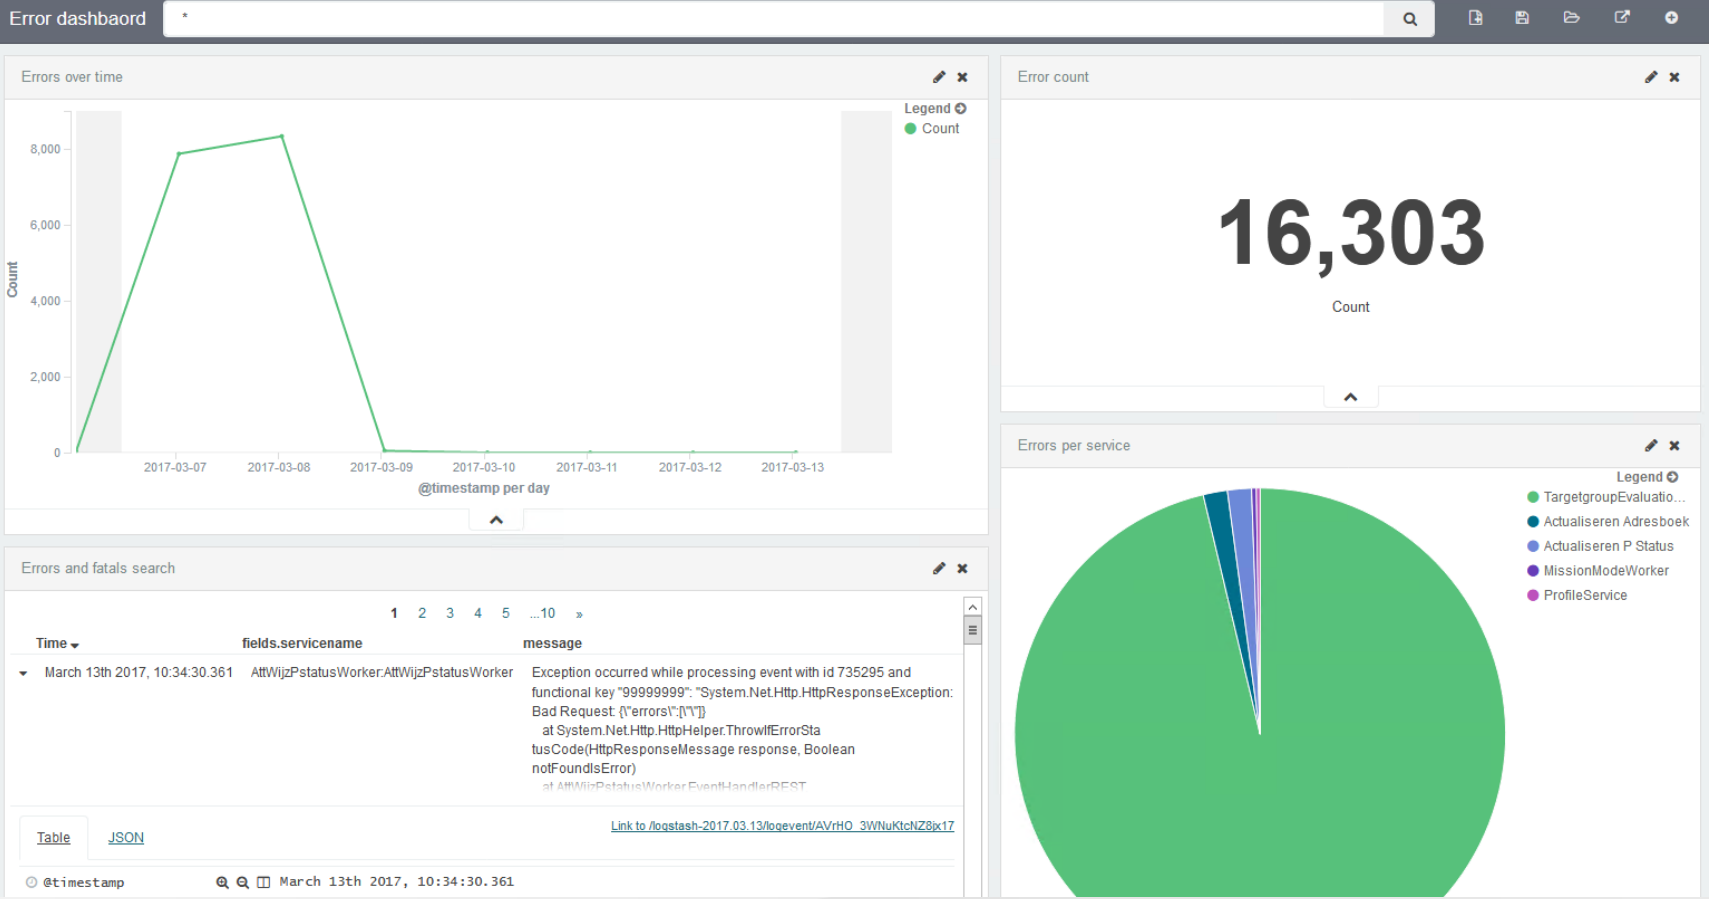 Error dashbaord
*
Errors over time
Legend
Count
8,000
6,000
4,000
2,000
0
Count
2017-03-07 2017-03-08 2017-03-09 2017-03-10 2017-03-11 2017-03-12 2017-03-13
@timestamp per day
Error count
16,303
Count
Errors per service
Legend
TargetgroupEvaluatio...
Actualiseren Adresboek
Actualiseren P Status
MissionModeWorker
ProfileService
Errors and fatals search
1 2 3 4 5 ...10 »
Time fields.servicename message
March 13th 2017, 10:34:30.361 AttWijzPstatusWorker:AttWijzPstatusWorker Exception occurred while processing event with id 735295 and
functional key "99999999": "System.Net.Http.HttpResponseException:
Bad Request: {\"errors\":[\"\"]}
at System.Net.Http.HttpHelper.ThrowIfErrorSta
tusCode(HttpResponseMessage response, Boolean
notFoundIsError)
at AttWijzPstatusWorker.EventHandlerREST
Table JSON Link to /logstash-2017.03.13/logevent/AVrHO_3WNuKtcNZ8jx17
@timestamp March 13th 2017, 10:34:30.361